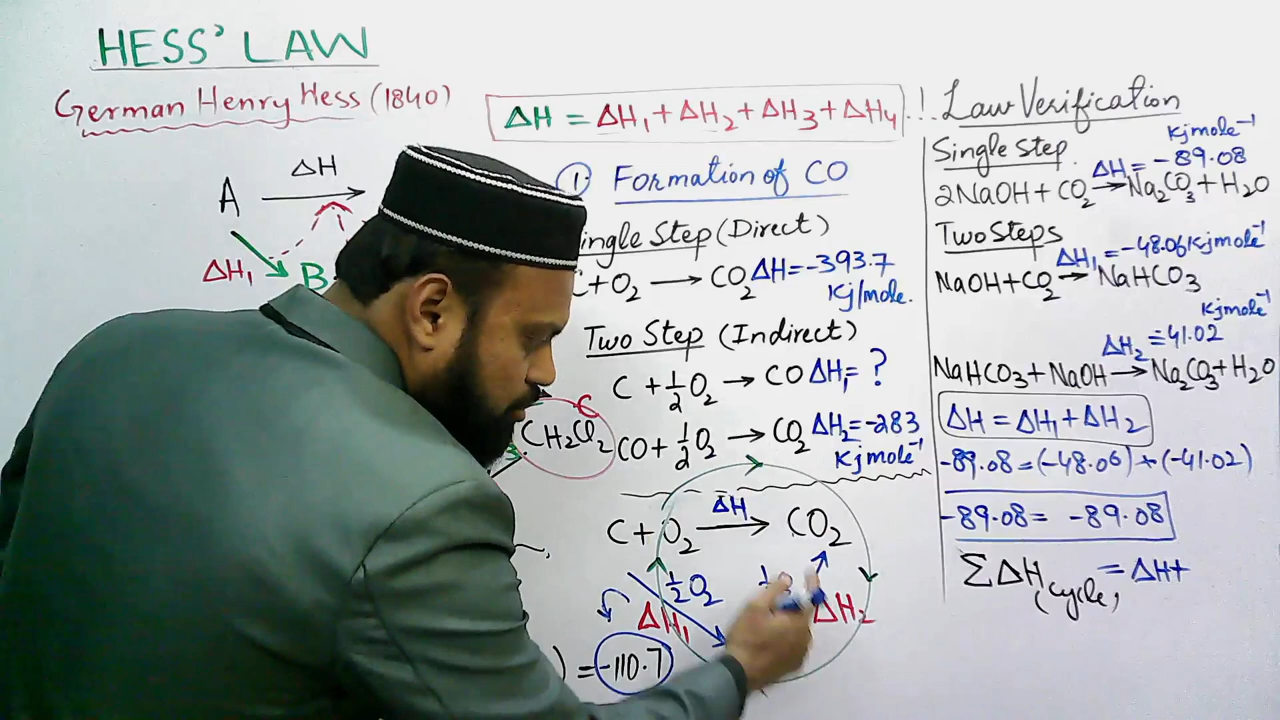 HESS' LAW
German Henry Hess (1840)
ΔH = ΔH₁ + ΔH₂ + ΔH₃ + ΔH₄
ΔH
A
ΔH₁
B
① Formation of CO
ingle Step (Direct)
C + O₂ → CO₂ ΔH = -393.7
Kj/mole.
Two Step (Indirect)
C + 1/2 O₂ → CO ΔH₁ = ?
CO + 1/2 O₂ → CO₂ ΔH₂ = -283
Kjmole⁻¹
CH₂Cl₂
C
C + O₂ → CO₂
ΔH
1/2 O₂
ΔH₁
ΔH₂
) = -110.7
!! Law Verification
Single Step.
Kjmole⁻¹
ΔH = -89.08
2NaOH + CO₂ → Na₂CO₃ + H₂O
Two Steps
ΔH₁ = -48.06 Kjmole⁻¹
NaOH + CO₂ → NaHCO₃
Kjmole⁻¹
ΔH₂ = 41.02
NaHCO₃ + NaOH → Na₂CO₃ + H₂O
ΔH = ΔH₁ + ΔH₂
-89.08 = (-48.06) + (-41.02)
-89.08 = -89.08
ΣΔH(cycle) = ΔH+